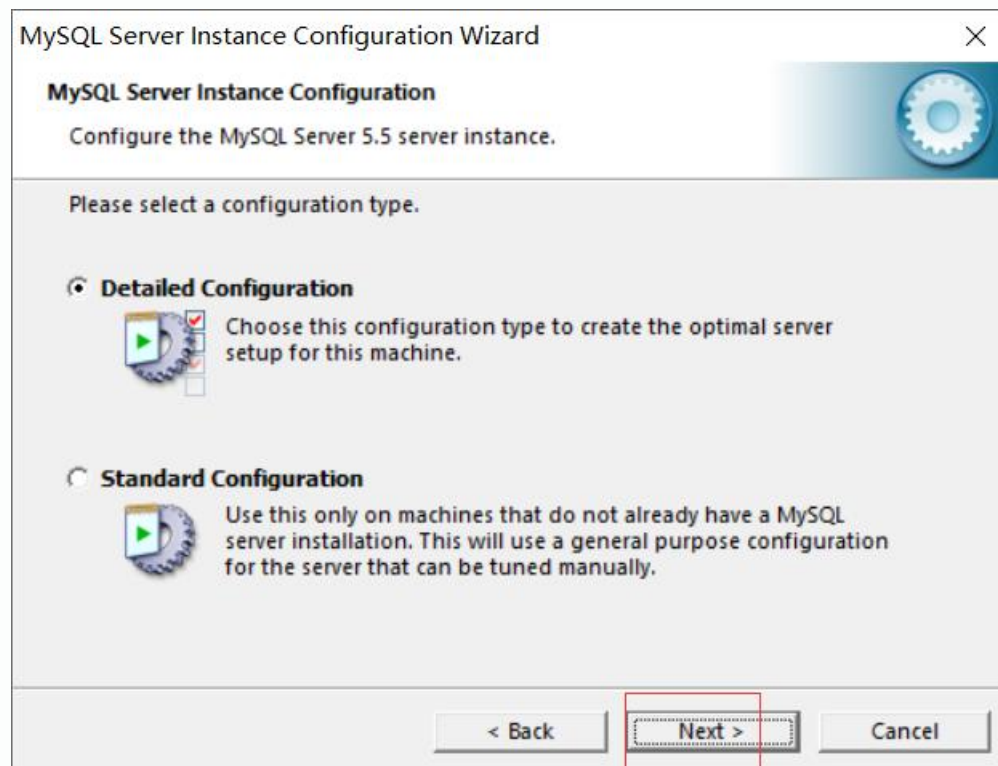 MySQL Server Instance Configuration Wizard
MySQL Server Instance Configuration
Configure the MySQL Server 5.5 server instance.
Please select a configuration type.
Detailed Configuration
Choose this configuration type to create the optimal server
setup for this machine.
Standard Configuration
Use this only on machines that do not already have a MySQL
server installation. This will use a general purpose configuration
for the server that can be tuned manually.
< Back
Next >
Cancel